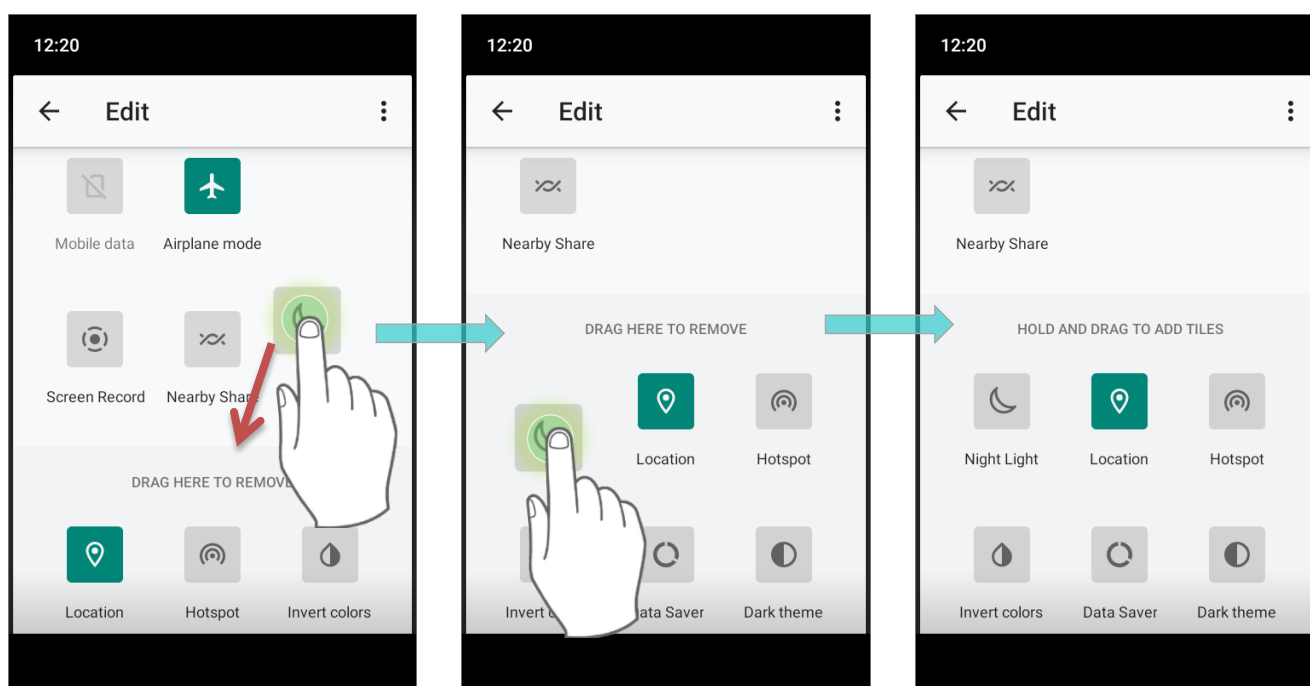 12:20
Edit
Mobile data Airplane mode
Screen Record Nearby Share
DRAG HERE TO REMOVE
Location Hotspot Invert colors
12:20
Edit
Nearby Share
DRAG HERE TO REMOVE
Location Hotspot
Data Saver Dark theme
12:20
Edit
Nearby Share
HOLD AND DRAG TO ADD TILES
Night Light Location Hotspot
Invert colors Data Saver Dark theme